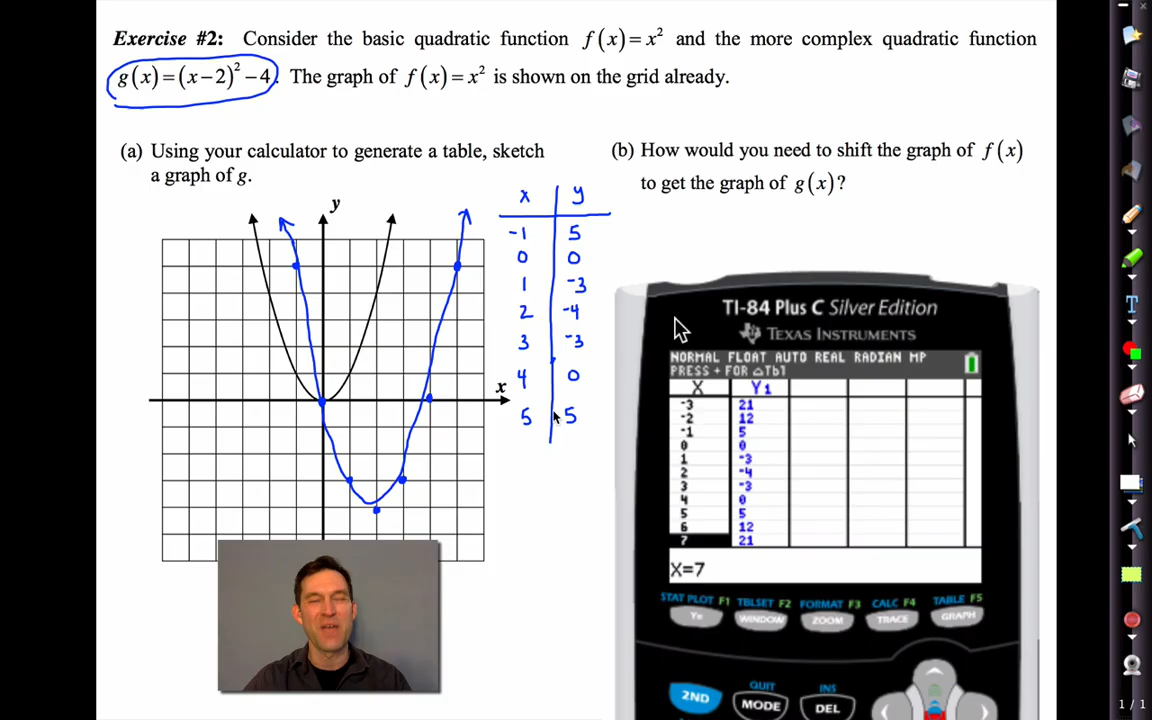 Exercise #2: Consider the basic quadratic function f(x)=x² and the more complex quadratic function
g(x)=(x−2)²−4. The graph of f(x)=x² is shown on the grid already.
(a) Using your calculator to generate a table, sketch
a graph of g.
(b) How would you need to shift the graph of f(x)
to get the graph of g(x)?
y
x
x y
-1 5
0 0
1 -3
2 -4
3 -3
4 0
5 5
TI-84 Plus C Silver Edition
TEXAS INSTRUMENTS
NORMAL FLOAT AUTO REAL RADIAN MP
PRESS + FOR △Tbl
X Y1
-3 21
-2 12
-1 5
0 0
1 -3
2 -4
3 -3
4 0
5 5
6 12
7 21
X=7
STAT PLOT F1 TBLSET F2 FORMAT F3 CALC F4 TABLE F5
Y= WINDOW ZOOM TRACE GRAPH
QUIT INS
2ND MODE DEL
T
1 / 1